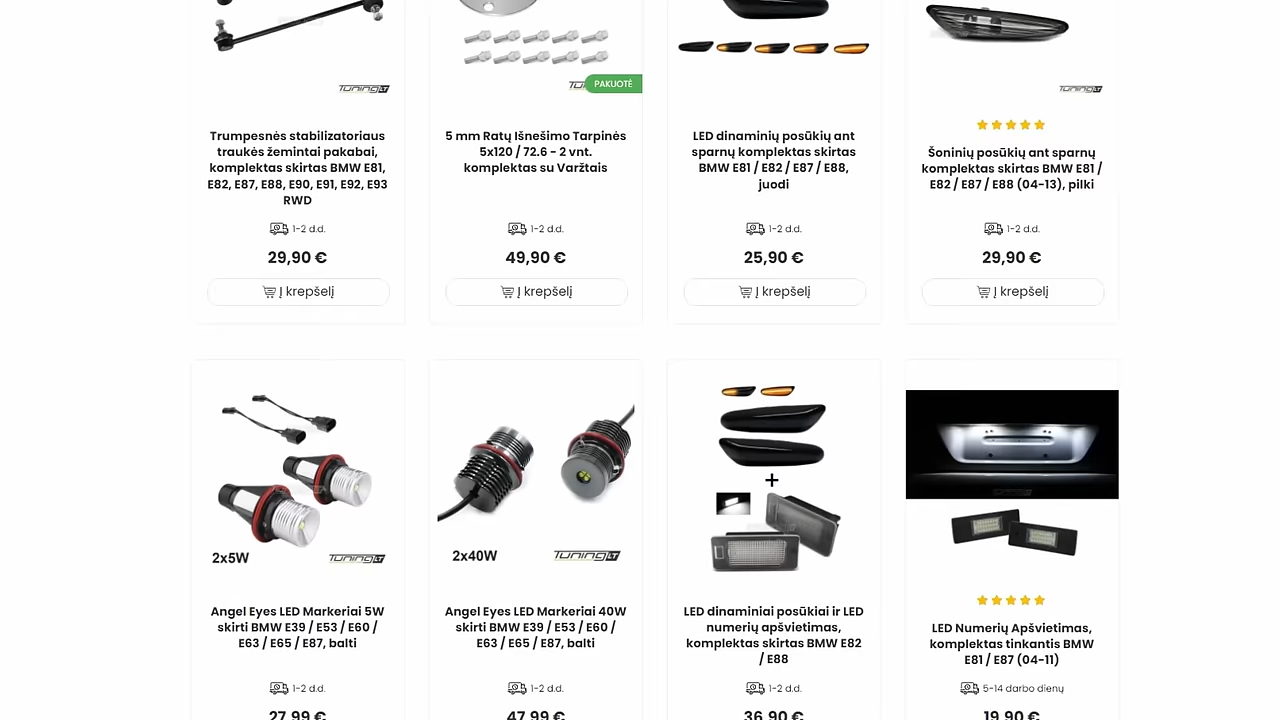 TuningLT
Tu
PAKUOTĖ
TuningLT
Trumpesnės stabilizatoriaus
traukės žemintai pakabai,
komplektas skirtas BMW E81,
E82, E87, E88, E90, E91, E92, E93
RWD
1-2 d.d.
29,90 €
Į krepšelį
5 mm Ratų Išnešimo Tarpinės
5x120 / 72.6 - 2 vnt.
komplektas su Varžtais
1-2 d.d.
49,90 €
Į krepšelį
LED dinaminių posūkių ant
sparnų komplektas skirtas
BMW E81 / E82 / E87 / E88,
juodi
1-2 d.d.
25,90 €
Į krepšelį
Šoninių posūkių ant sparnų
komplektas skirtas BMW E81 /
E82 / E87 / E88 (04-13), pilki
1-2 d.d.
29,90 €
Į krepšelį
2x5W
TuningLT
Angel Eyes LED Markeriai 5W
skirti BMW E39 / E53 / E60 /
E63 / E65 / E87, balti
1-2 d.d.
27,99 €
2x40W
TuningLT
Angel Eyes LED Markeriai 40W
skirti BMW E39 / E53 / E60 /
E63 / E65 / E87, balti
1-2 d.d.
47,99 €
+
LED dinaminiai posūkiai ir LED
numerių apšvietimas,
komplektas skirtas BMW E82
/ E88
1-2 d.d.
36,90 €
LED Numerių Apšvietimas,
komplektas tinkantis BMW
E81 / E87 (04-11)
5-14 darbo dienų
19,90 €